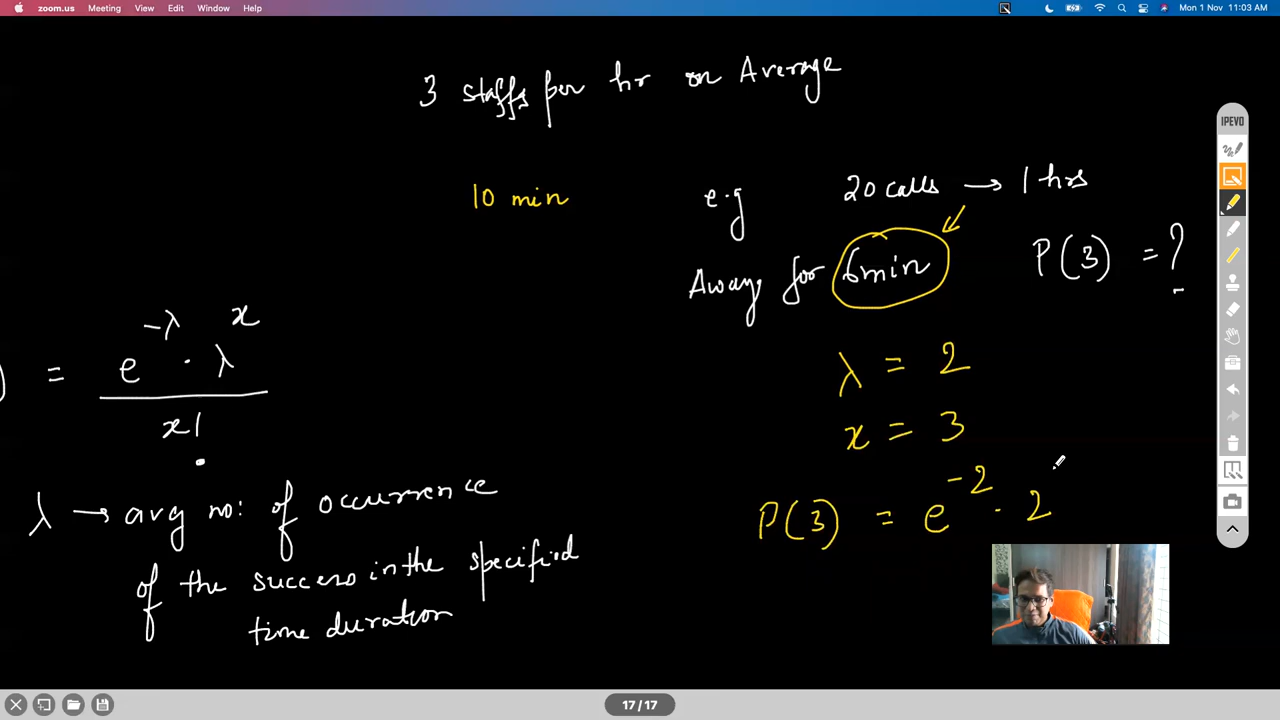 zoom.us Meeting View Edit Window Help Mon 1 Nov 11:03 AM
3 staffs per hr on Average
IPEVO
10 min
e.g 20 calls → 1 hrs
Away for 6min P(3) = ?
= e^-λ · λ^x
x!
λ = 2
x = 3
P(3) = e^-2 · 2
λ → avg no: of occurrence
of the success in the specified
time duration
17/17